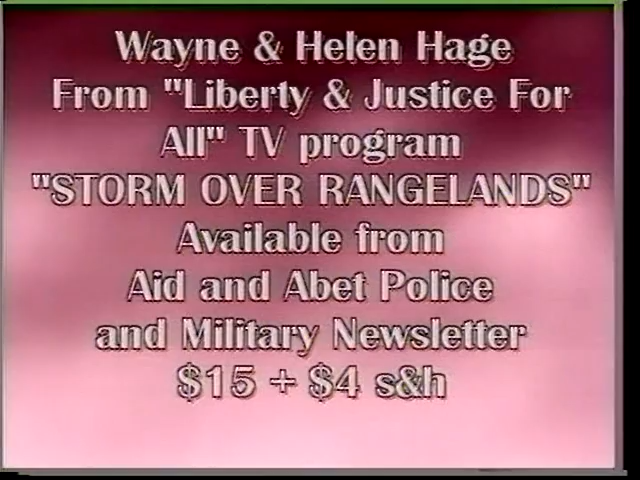 Wayne & Helen Hage
From "Liberty & Justice For
All" TV program
"STORM OVER RANGELANDS"
Available from
Aid and Abet Police
and Military Newsletter
$15 + $4 s&h